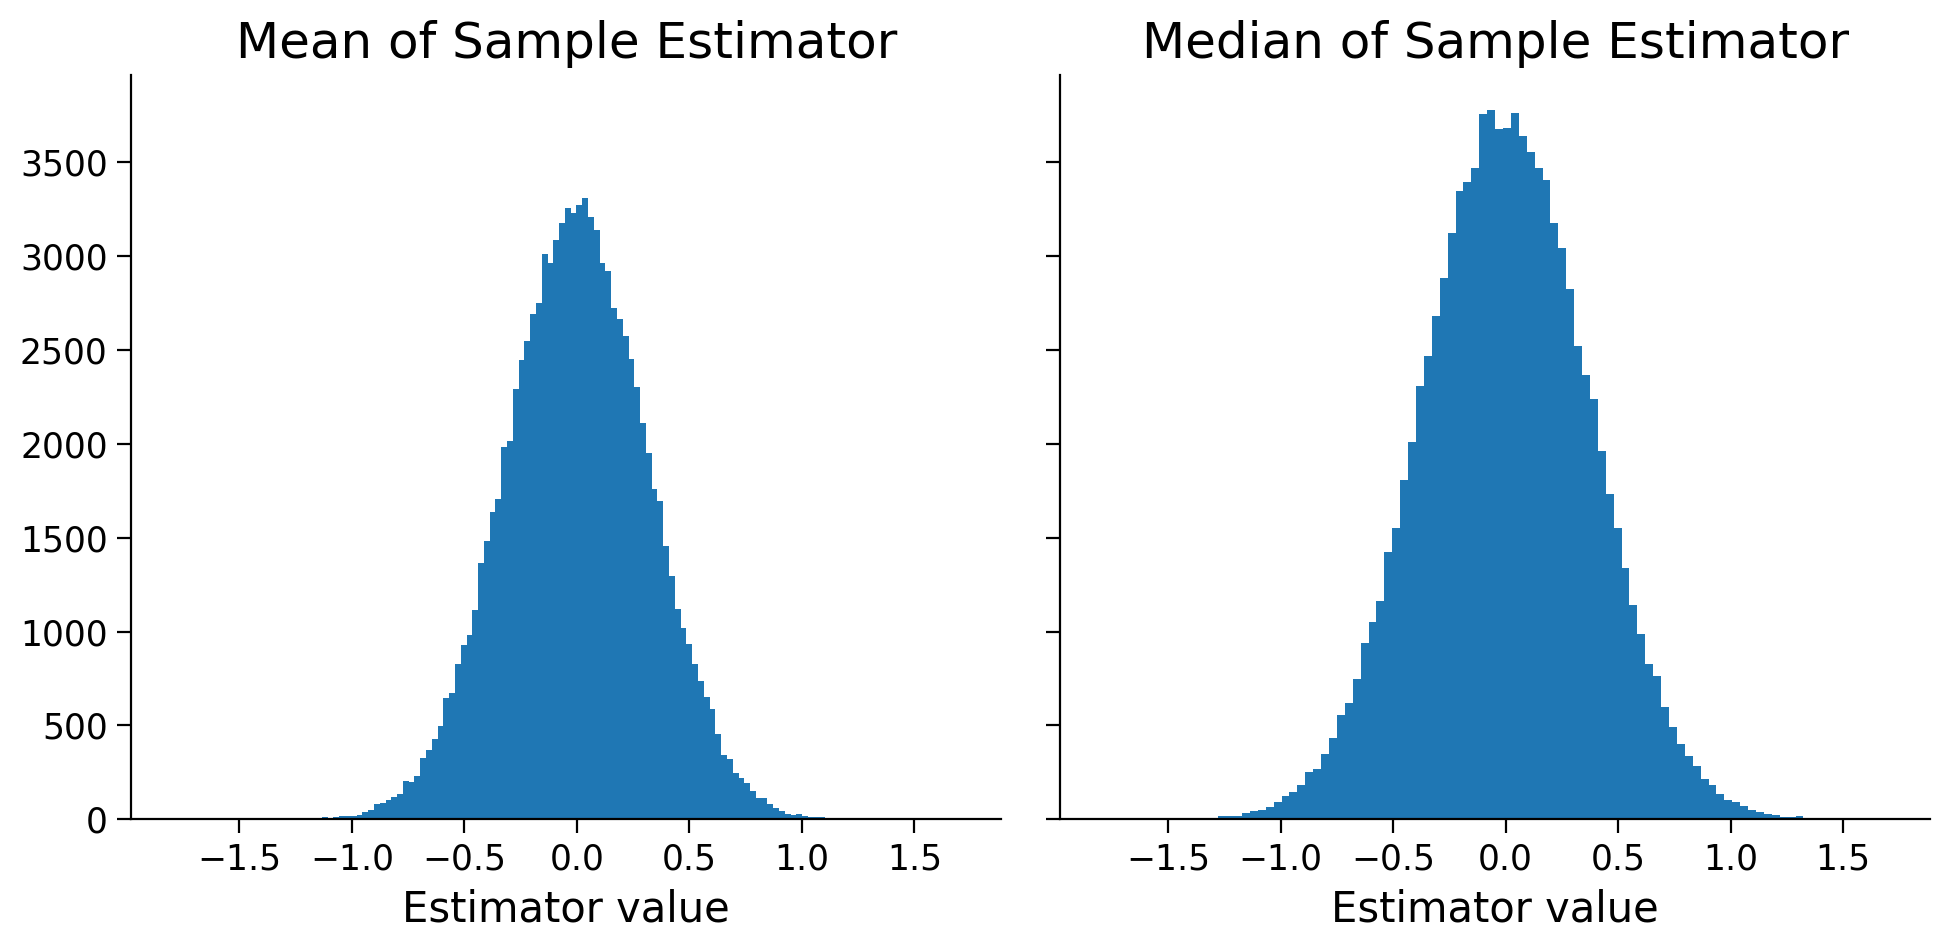 Mean of Sample Estimator
Median of Sample Estimator
3500
3000
2500
2000
1500
1000
500
0
−1.5 −1.0 −0.5 0.0 0.5 1.0 1.5
−1.5 −1.0 −0.5 0.0 0.5 1.0 1.5
Estimator value
Estimator value